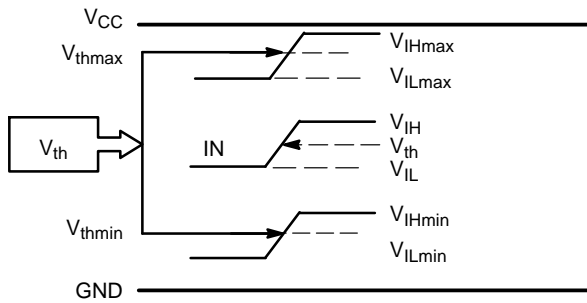 VCC
Vthmax
VIHmax
VILmax
Vth
IN
VIH
Vth
VIL
Vthmin
VIHmin
VILmin
GND